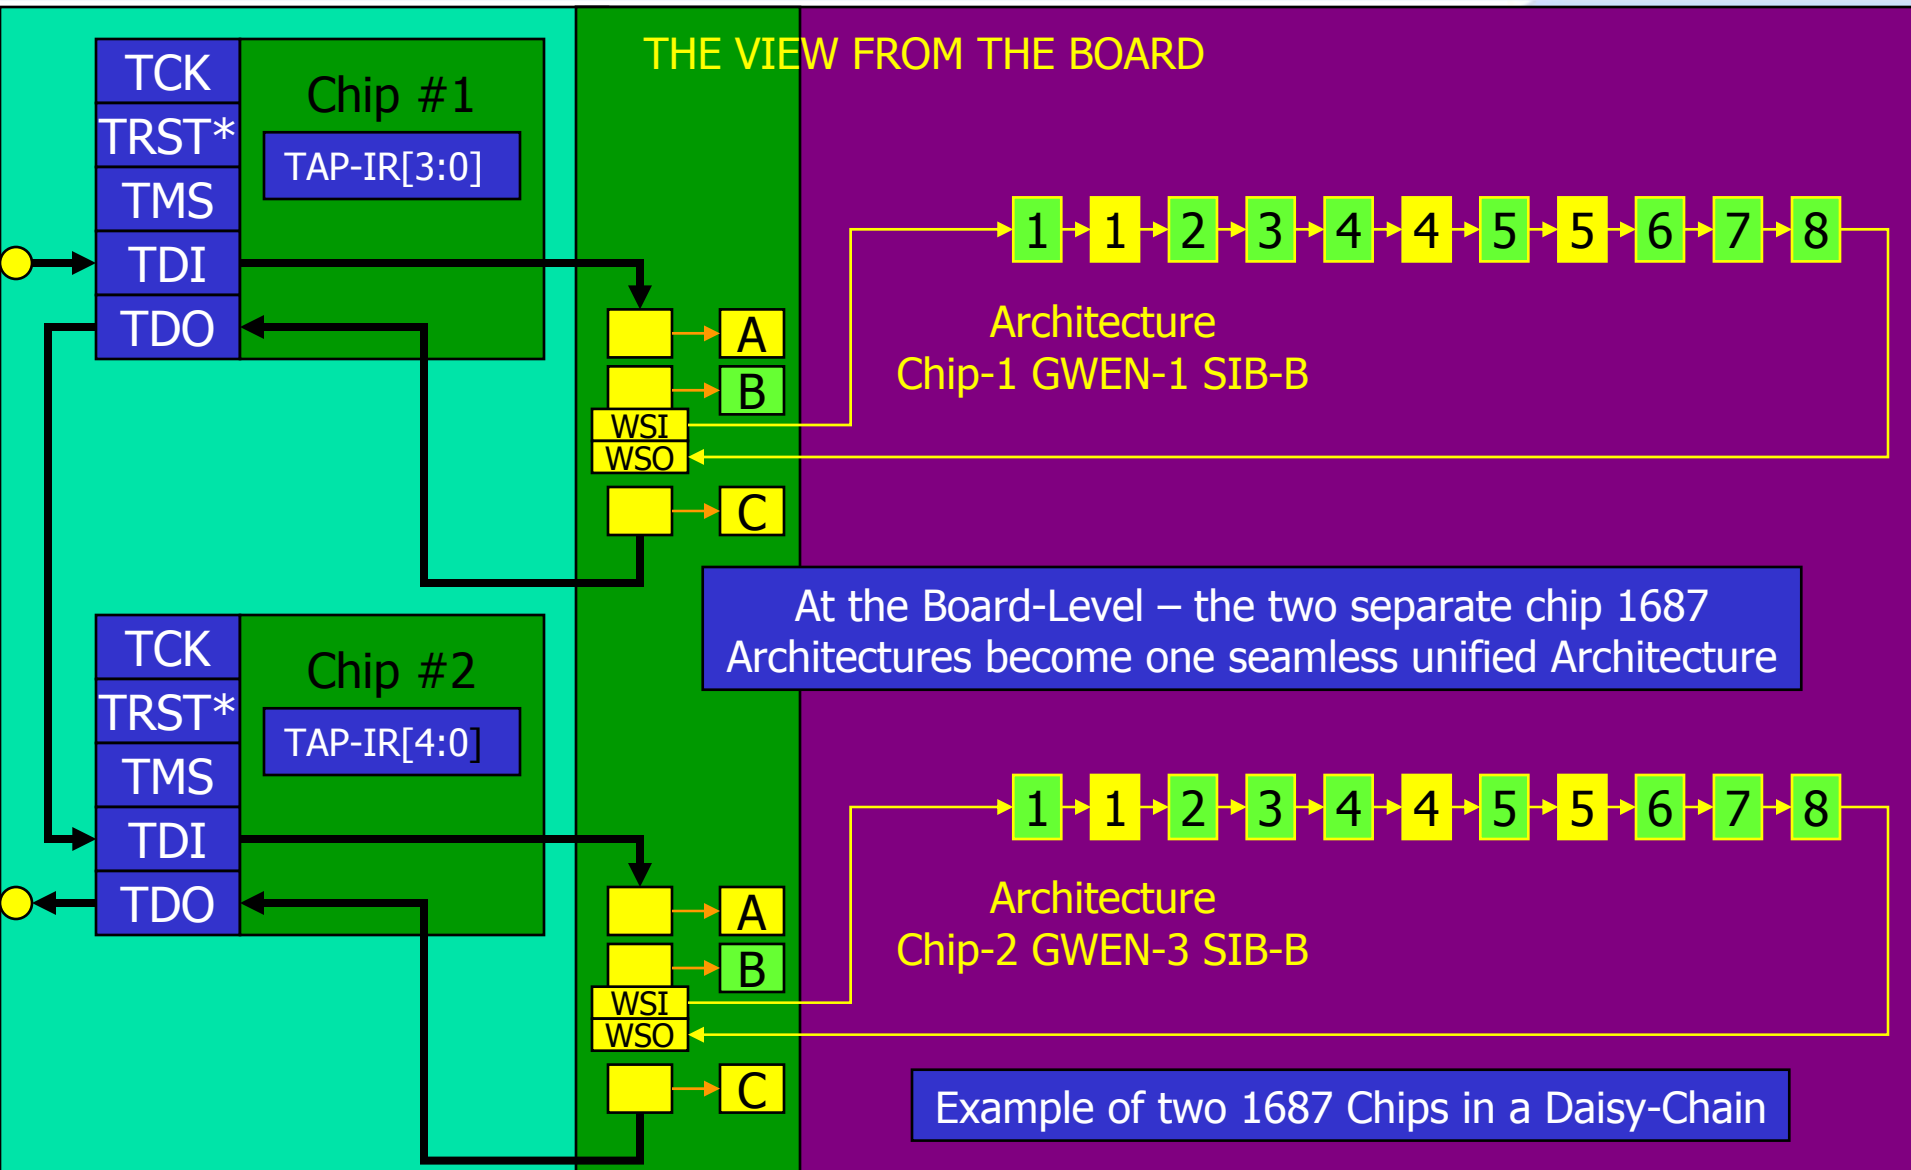 THE VIEW FROM THE BOARD
TCK
TRST*
TMS
TDI
TDO
Chip #1
TAP-IR[3:0]
A
B
WSI
WSO
C
1 1 2 3 4 4 5 5 6 7 8
Architecture
Chip-1 GWEN-1 SIB-B
At the Board-Level – the two separate chip 1687
Architectures become one seamless unified Architecture
TCK
TRST*
TMS
TDI
TDO
Chip #2
TAP-IR[4:0]
A
B
WSI
WSO
C
1 1 2 3 4 4 5 5 6 7 8
Architecture
Chip-2 GWEN-3 SIB-B
Example of two 1687 Chips in a Daisy-Chain